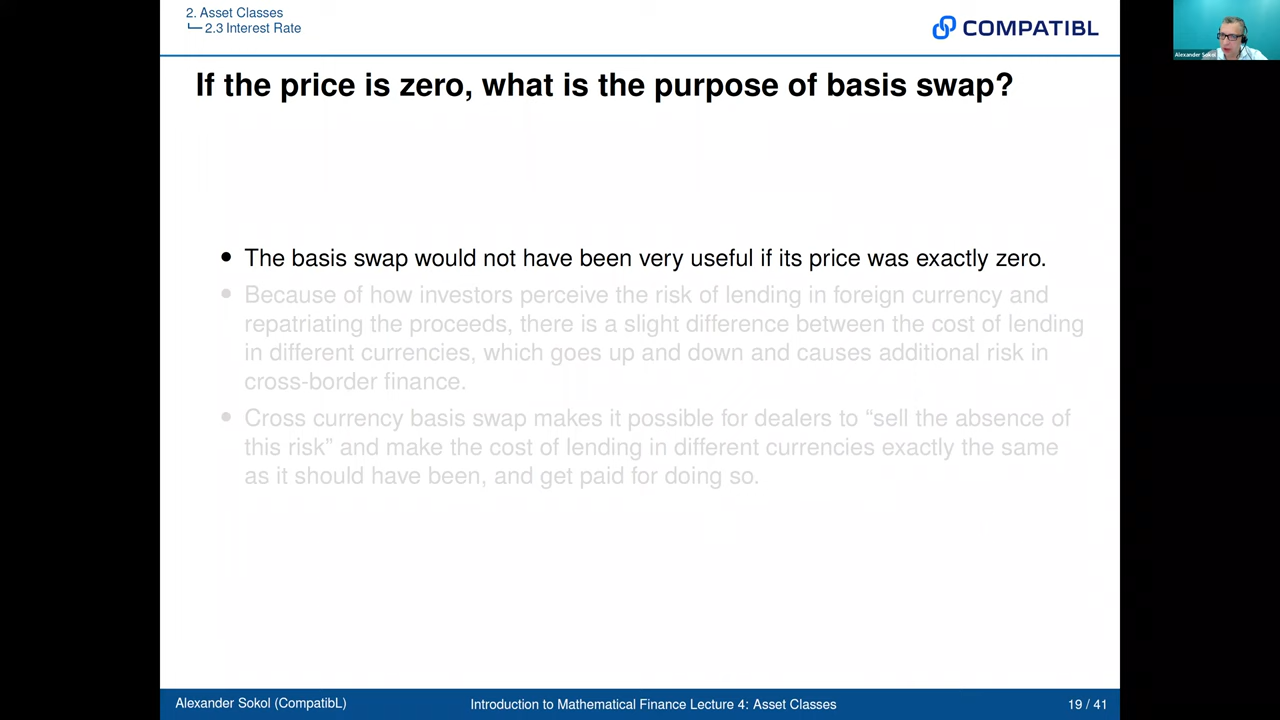 2. Asset Classes
2.3 Interest Rate
COMPATIBL
Alexander Sokol
If the price is zero, what is the purpose of basis swap?
• The basis swap would not have been very useful if its price was exactly zero.
• Because of how investors perceive the risk of lending in foreign currency and
repatriating the proceeds, there is a slight difference between the cost of lending
in different currencies, which goes up and down and causes additional risk in
cross-border finance.
• Cross currency basis swap makes it possible for dealers to “sell the absence of
this risk” and make the cost of lending in different currencies exactly the same
as it should have been, and get paid for doing so.
Alexander Sokol (CompatibL)
Introduction to Mathematical Finance Lecture 4: Asset Classes
19 / 41